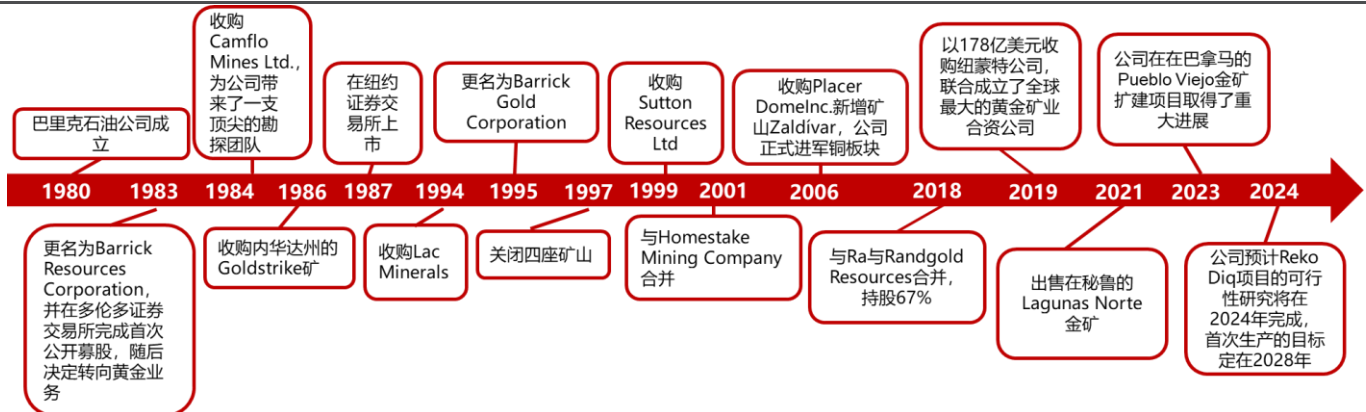 巴里克石油公司成
立
收购
Camflo
Mines Ltd.,
为公司带
来了一支
顶尖的勘
探团队
在纽约
证券交
易所上
市
更名为Barrick
Gold
Corporation
收购
Sutton
Resources
Ltd
收购Placer
DomeInc.新增矿
山Zaldívar，公司
正式进军铜板块
以178亿美元收
购纽蒙特公司，
联合成立了全球
最大的黄金矿业
合资公司
公司在在巴拿马的
Pueblo Viejo金矿
扩建项目取得了重
大进展
1980 1983 1984 1986 1987 1994 1995 1997 1999 2001 2006 2018 2019 2021 2023 2024
更名为Barrick
Resources
Corporation，
并在多伦多证券
交易所完成首次
公开募股，随后
决定转向黄金业
务
收购内华达州的
Goldstrike矿
收购Lac
Minerals
关闭四座矿山
与Homestake
Mining Company
合并
与Ra与Randgold
Resources合并，
持股67%
出售在秘鲁的
Lagunas Norte
金矿
公司预计Reko
Diq项目的可行
性研究将在
2024年完成，
首次生产的目标
定在2028年